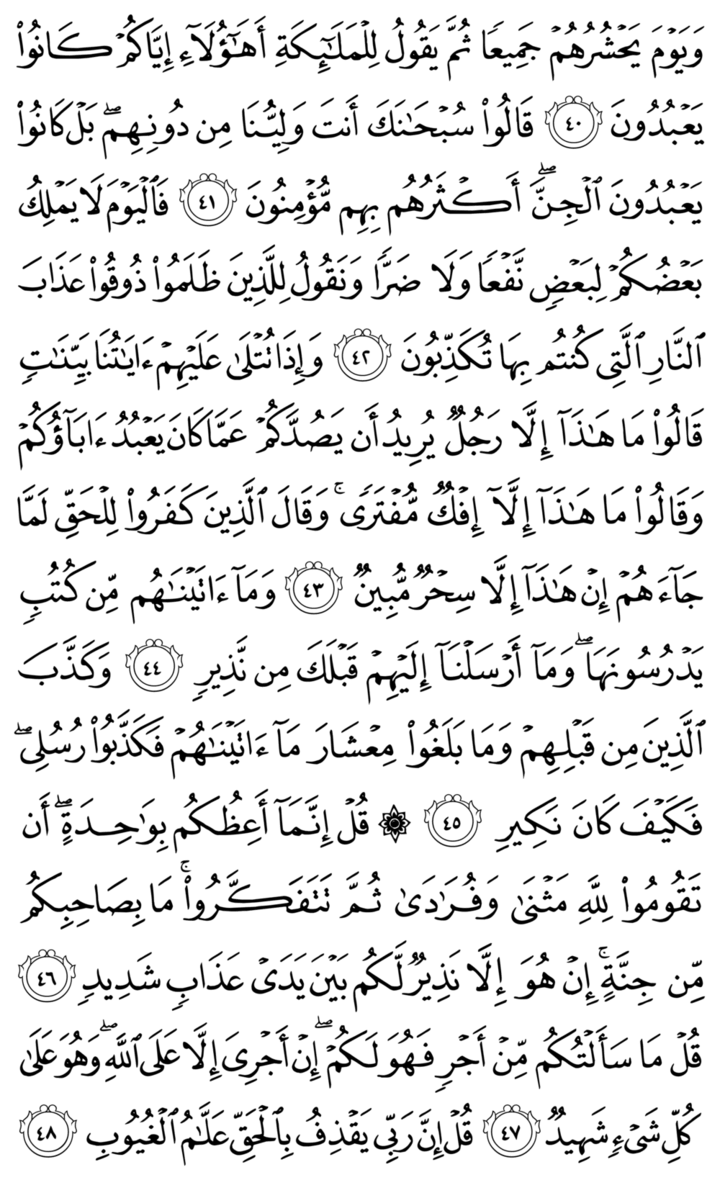 وَيَوْمَ يَحْشُرُهُمْ جَمِيعًا ثُمَّ يَقُولُ لِلْمَلَٰٓئِكَةِ أَهَٰٓؤُلَآءِ إِيَّاكُمْ كَانُوا۟
يَعْبُدُونَ ٤٠ قَالُوا۟ سُبْحَٰنَكَ أَنتَ وَلِيُّنَا مِن دُونِهِم ۖ بَلْ كَانُوا۟
يَعْبُدُونَ ٱلْجِنَّ ۖ أَكْثَرُهُم بِهِم مُّؤْمِنُونَ ٤١ فَٱلْيَوْمَ لَا يَمْلِكُ
بَعْضُكُمْ لِبَعْضٍ نَّفْعًا وَلَا ضَرًّا وَنَقُولُ لِلَّذِينَ ظَلَمُوا۟ ذُوقُوا۟ عَذَابَ
ٱلنَّارِ ٱلَّتِى كُنتُم بِهَا تُكَذِّبُونَ ٤٢ وَإِذَا تُتْلَىٰ عَلَيْهِمْ ءَايَٰتُنَا بَيِّنَٰتٍ
قَالُوا۟ مَا هَٰذَآ إِلَّا رَجُلٌ يُرِيدُ أَن يَصُدَّكُمْ عَمَّا كَانَ يَعْبُدُ ءَابَآؤُكُمْ
وَقَالُوا۟ مَا هَٰذَآ إِلَّآ إِفْكٌ مُّفْتَرًى ۚ وَقَالَ ٱلَّذِينَ كَفَرُوا۟ لِلْحَقِّ لَمَّا
جَآءَهُمْ إِنْ هَٰذَآ إِلَّا سِحْرٌ مُّبِينٌ ٤٣ وَمَآ ءَاتَيْنَٰهُم مِّن كُتُبٍ
يَدْرُسُونَهَا ۖ وَمَآ أَرْسَلْنَآ إِلَيْهِمْ قَبْلَكَ مِن نَّذِيرٍ ٤٤ وَكَذَّبَ
ٱلَّذِينَ مِن قَبْلِهِمْ وَمَا بَلَغُوا۟ مِعْشَارَ مَآ ءَاتَيْنَٰهُمْ فَكَذَّبُوا۟ رُسُلِى ۖ
فَكَيْفَ كَانَ نَكِيرِ ٤٥ ۞ قُلْ إِنَّمَآ أَعِظُكُم بِوَٰحِدَةٍ ۖ أَن
تَقُومُوا۟ لِلَّهِ مَثْنَىٰ وَفُرَٰدَىٰ ثُمَّ تَتَفَكَّرُوا۟ ۚ مَا بِصَاحِبِكُم
مِّن جِنَّةٍ ۚ إِنْ هُوَ إِلَّا نَذِيرٌ لَّكُم بَيْنَ يَدَىْ عَذَابٍ شَدِيدٍ ٤٦
قُلْ مَا سَأَلْتُكُم مِّنْ أَجْرٍ فَهُوَ لَكُمْ ۖ إِنْ أَجْرِىَ إِلَّا عَلَى ٱللَّهِ ۖ وَهُوَ عَلَىٰ
كُلِّ شَىْءٍ شَهِيدٌ ٤٧ قُلْ إِنَّ رَبِّى يَقْذِفُ بِٱلْحَقِّ عَلَّٰمُ ٱلْغُيُوبِ ٤٨